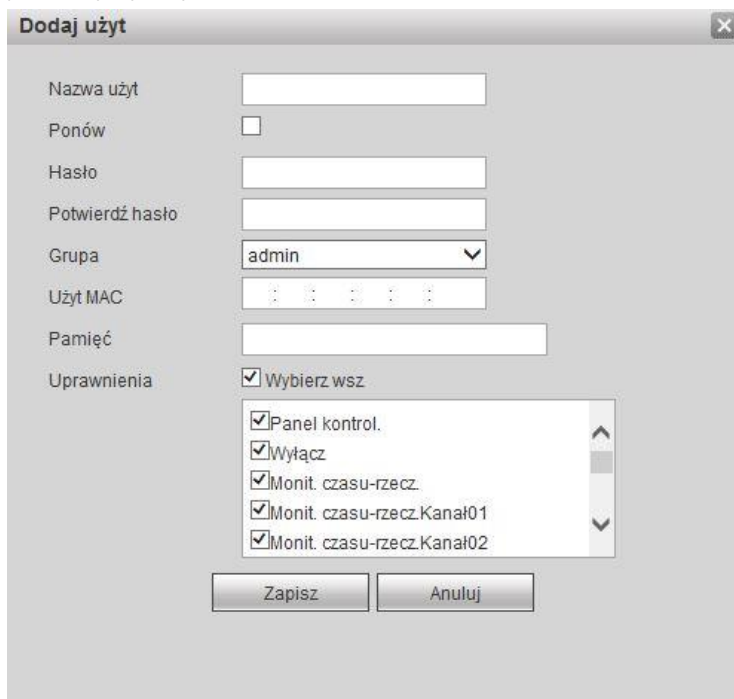 Dodaj użyt
Nazwa użyt
Ponów
Hasło
Potwierdź hasło
Grupa admin
Użyt MAC : : : : :
Pamięć
Uprawnienia Wybierz wsz
Panel kontrol.
Wyłącz
Monit. czasu-rzecz.
Monit. czasu-rzecz.Kanał01
Monit. czasu-rzecz.Kanał02
Zapisz Anuluj